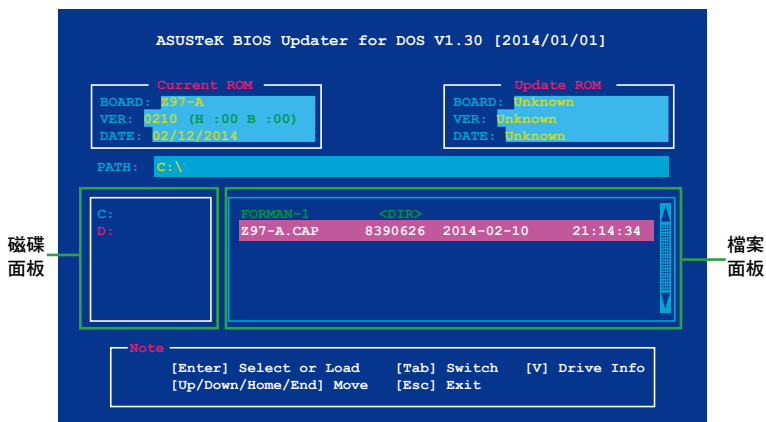 ASUSTeK BIOS Updater for DOS V1.30 [2014/01/01]
Current ROM
BOARD: Z97-A
VER: 0210 (H :00 B :00)
DATE: 02/12/2014
Update ROM
BOARD: Unknown
VER: Unknown
DATE: Unknown
PATH: C:\
磁碟
面板
C:
D:
FORMAN~1 <DIR>
Z97-A.CAP 8390626 2014-02-10 21:14:34
檔案
面板
Note
[Enter] Select or Load [Tab] Switch [V] Drive Info
[Up/Down/Home/End] Move [Esc] Exit